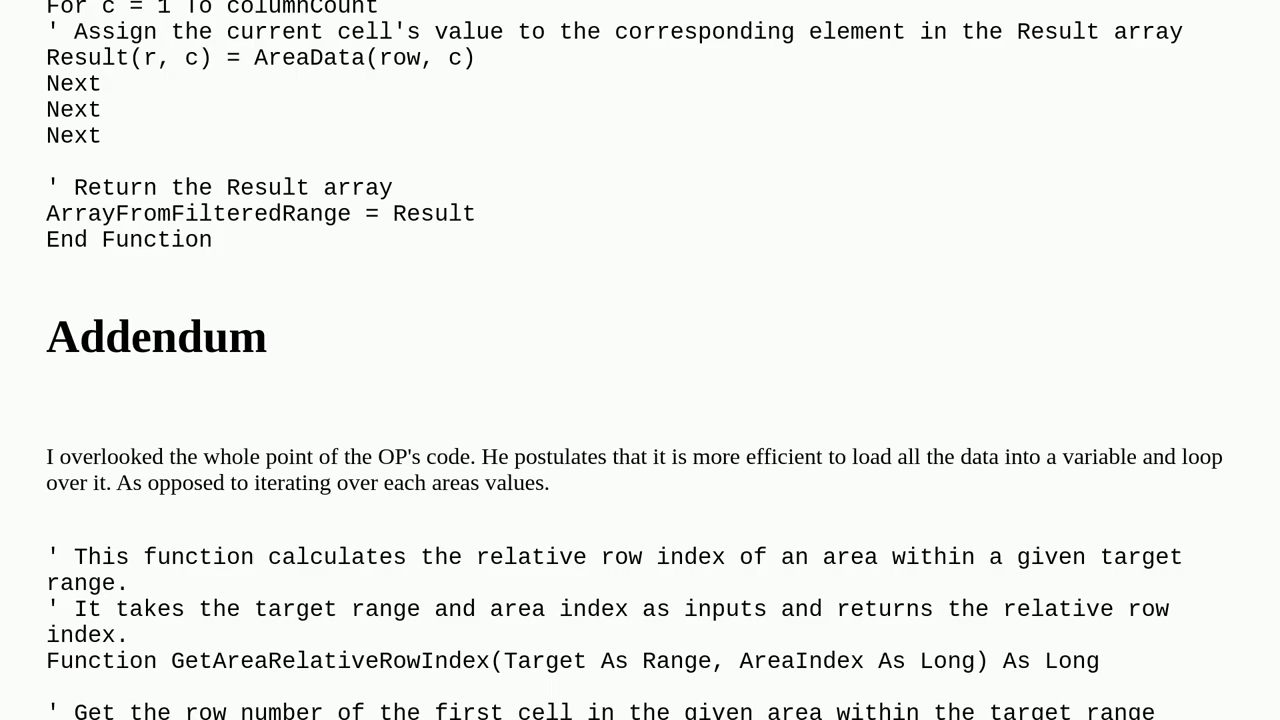 For c = 1 To columnCount
' Assign the current cell's value to the corresponding element in the Result array
Result(r, c) = AreaData(row, c)
Next
Next
Next
' Return the Result array
ArrayFromFilteredRange = Result
End Function
Addendum
I overlooked the whole point of the OP's code. He postulates that it is more efficient to load all the data into a variable and loop
over it. As opposed to iterating over each areas values.
' This function calculates the relative row index of an area within a given target
range.
' It takes the target range and area index as inputs and returns the relative row
index.
Function GetAreaRelativeRowIndex(Target As Range, AreaIndex As Long) As Long
' Get the row number of the first cell in the given area within the target range